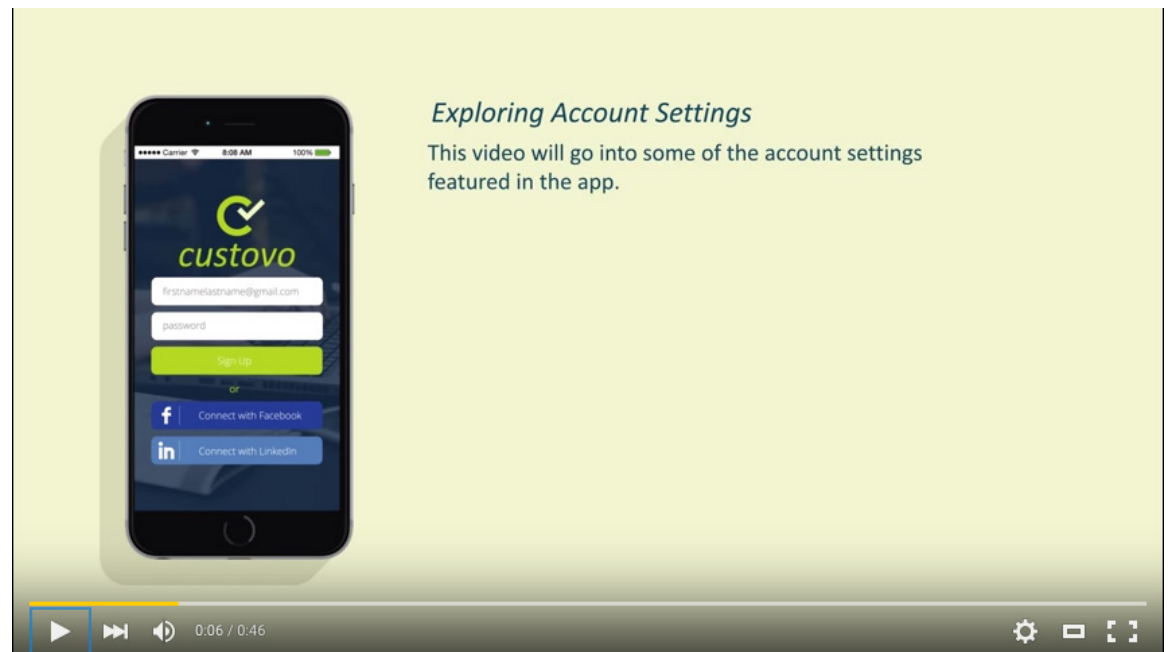 Exploring Account Settings
This video will go into some of the account settings
featured in the app.
••••• Carrier 8:08 AM 100%
custovo
firstnamelastname@gmail.com
password
Sign Up
or
f Connect with Facebook
in Connect with LinkedIn
0:06 / 0:46